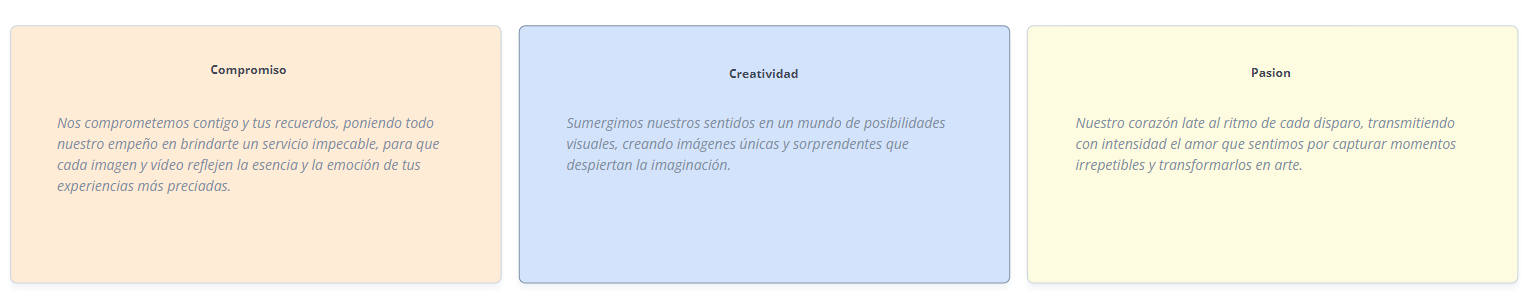 Compromiso
Nos comprometemos contigo y tus recuerdos, poniendo todo
nuestro empeño en brindarte un servicio impecable, para que
cada imagen y vídeo reflejen la esencia y la emoción de tus
experiencias más preciadas.
Creatividad
Sumergimos nuestros sentidos en un mundo de posibilidades
visuales, creando imágenes únicas y sorprendentes que
despiertan la imaginación.
Pasion
Nuestro corazón late al ritmo de cada disparo, transmitiendo
con intensidad el amor que sentimos por capturar momentos
irrepetibles y transformarlos en arte.